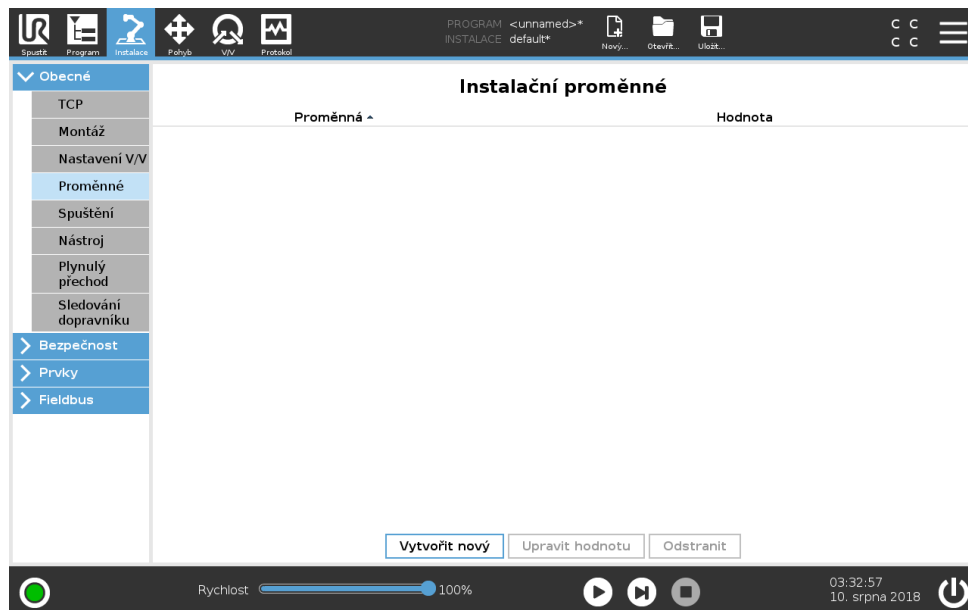 PROGRAM <unnamed>*
INSTALACE default*
C C
C C
Spustit Program Instalace Pohyb V/V Protokol Nový... Otevřít... Uložit...
Obecné
TCP
Montáž
Nastavení V/V
Proměnné
Spuštění
Nástroj
Plynulý
přechod
Sledování
dopravníku
Bezpečnost
Prvky
Fieldbus
Instalační proměnné
Proměnná Hodnota
Vytvořit nový Upravit hodnotu Odstranit
Rychlost 100%
03:32:57
10. srpna 2018